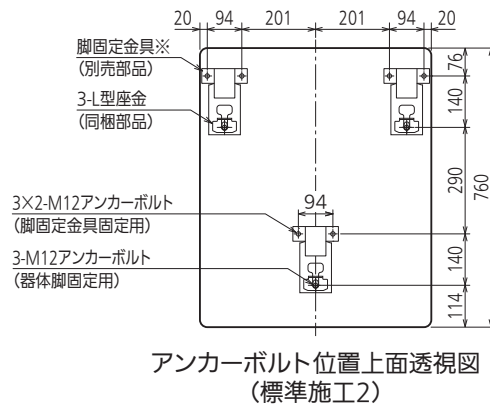 20 94 201 201 94 20
脚固定金具※
(別売部品)
3-L型座金
(同梱部品)
76
140
290
760
3×2-M12アンカーボルト
(脚固定金具固定用)
94
3-M12アンカーボルト
(器体脚固定用)
140
114
アンカーボルト位置上面透視図
(標準施工2)